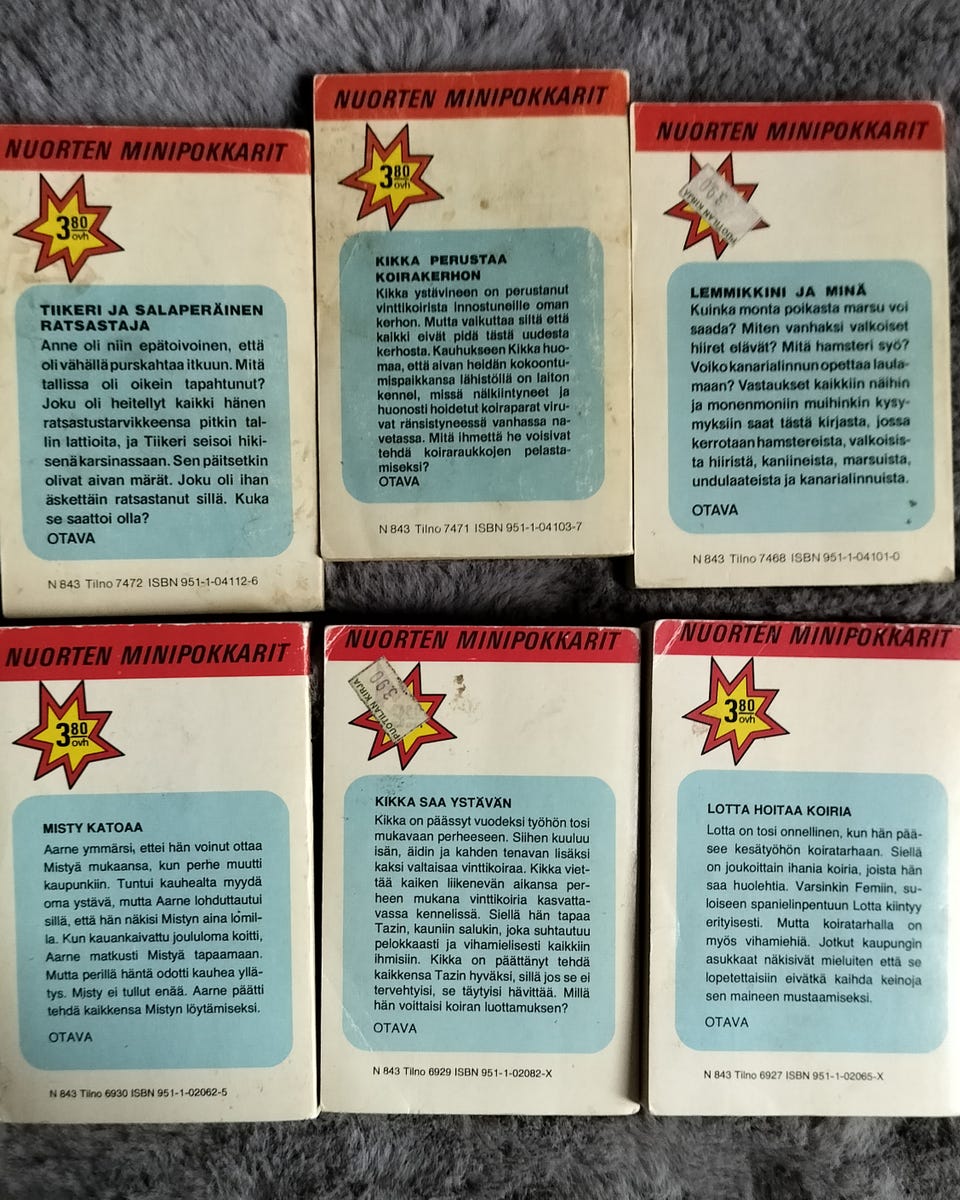 NUORTEN MINIPOKKARIT
3 80
ovh
TIIKERI JA SALAPERÄINEN
RATSASTAJA
Anne oli niin epätoivoinen, että
oli vähällä purskahtaa itkuun. Mitä
tallissa oli oikein tapahtunut?
Joku oli heitellyt kaikki hänen
ratsastustarvikkeensa pitkin tal-
lin lattioita, ja Tiikeri seisoi hiki-
senä karsinassaan. Sen päitsetkin
olivat aivan märät. Joku oli ihan
äskettäin ratsastanut sillä. Kuka
se saattoi olla?
OTAVA
N 843 Tilno 7472 ISBN 951-1-04112-6
NUORTEN MINIPOKKARIT
3 80
ovh
KIKKA PERUSTAA
KOIRAKERHON
Kikka ystävineen on perustanut
vinttikoirista innostuneille oman
kerhon. Mutta vaikuttaa siltä että
kaikki eivät pidä tästä uudesta
kerhosta. Kauhukseen Kikka huo-
maa, että aivan heidän kokoontu-
mispaikkansa lähistöllä on laiton
kennel, missä nälkiintyneet ja
huonosti hoidetut koiraparat viru-
vat ränsistyneessä vanhassa na-
vetassa. Mitä ihmettä he voisivat
tehdä koiraraukkojen pelasta-
miseksi?
OTAVA
N 843 Tilno 7471 ISBN 951-1-04103-7
NUORTEN MINIPOKKARIT
3.90
PUOTILAN KIRJA
LEMMIKKINI JA MINÄ
Kuinka monta poikasta marsu voi
saada? Miten vanhaksi valkoiset
hiiret elävät? Mitä hamsteri syö?
Voiko kanarialinnun opettaa laula-
maan? Vastaukset kaikkiin näihin
ja monenmoniin muihinkin kysy-
myksiin saat tästä kirjasta, jossa
kerrotaan hamstereista, valkoisis-
ta hiiristä, kaniineista, marsuista,
undulaateista ja kanarialinnuista.
OTAVA
N 843 Tilno 7468 ISBN 951-1-04101-0
NUORTEN MINIPOKKARIT
3 80
ovh
MISTY KATOAA
Aarne ymmärsi, ettei hän voinut ottaa
Mistyä mukaansa, kun perhe muutti
kaupunkiin. Tuntui kauhealta myydä
oma ystävä, mutta Aarne lohduttautui
sillä, että hän näkisi Mistyn aina lomil-
la. Kun kauankaivattu joululoma koitti,
Aarne matkusti Mistyä tapaamaan.
Mutta perillä häntä odotti kauhea yllä-
tys. Misty ei tullut enää. Aarne päätti
tehdä kaikkensa Mistyn löytämiseksi.
OTAVA
N 843 Tilno 6930 ISBN 951-1-02062-5
NUORTEN MINIPOKKARIT
3.90
PUOTILAN KIRJA
KIKKA SAA YSTÄVÄN
Kikka on päässyt vuodeksi työhön tosi
mukavaan perheeseen. Siihen kuuluu
isän, äidin ja kahden tenavan lisäksi
kaksi valtaisaa vinttikoiraa. Kikka viet-
tää kaiken liikenevän aikansa per-
heen mukana vinttikoiria kasvatta-
vassa kennelissä. Siellä hän tapaa
Tazin, kauniin salukin, joka suhtautuu
pelokkaasti ja vihamielisesti kaikkiin
ihmisiin. Kikka on päättänyt tehdä
kaikkensa Tazin hyväksi, sillä jos se ei
tervehtyisi, se täytyisi hävittää. Millä
hän voittaisi koiran luottamuksen?
OTAVA
N 843 Tilno 6929 ISBN 951-1-02082-X
NUORTEN MINIPOKKARIT
3 80
ovh
LOTTA HOITAA KOIRIA
Lotta on tosi onnellinen, kun hän pää-
see kesätyöhön koiratarhaan. Siellä
on joukoittain ihania koiria, joista hän
saa huolehtia. Varsinkin Femiin, su-
loiseen spanielinpentuun Lotta kiintyy
erityisesti. Mutta koiratarhalla on
myös vihamiehiä. Jotkut kaupungin
asukkaat näkisivät mieluiten että se
lopetettaisiin eivätkä kaihda keinoja
sen maineen mustaamiseksi.
OTAVA
N 843 Tilno 6927 ISBN 951-1-02065-X